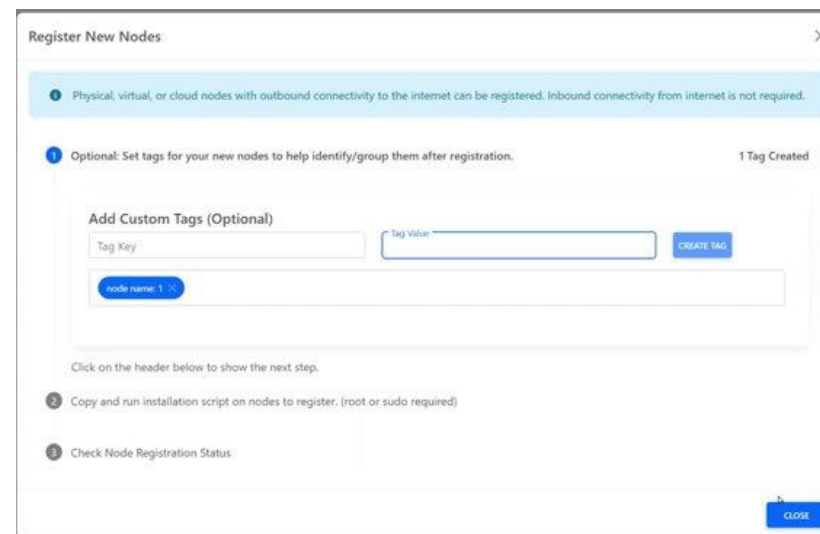 Register New Nodes
Physical, virtual, or cloud nodes with outbound connectivity to the internet can be registered. Inbound connectivity from internet is not required.
1 Optional: Set tags for your new nodes to help identify/group them after registration. 1 Tag Created
Add Custom Tags (Optional)
Tag Value
Tag Key
CREATE TAG
node name: 1 ×
Click on the header below to show the next step.
2 Copy and run installation script on nodes to register. (root or sudo required)
3 Check Node Registration Status
CLOSE